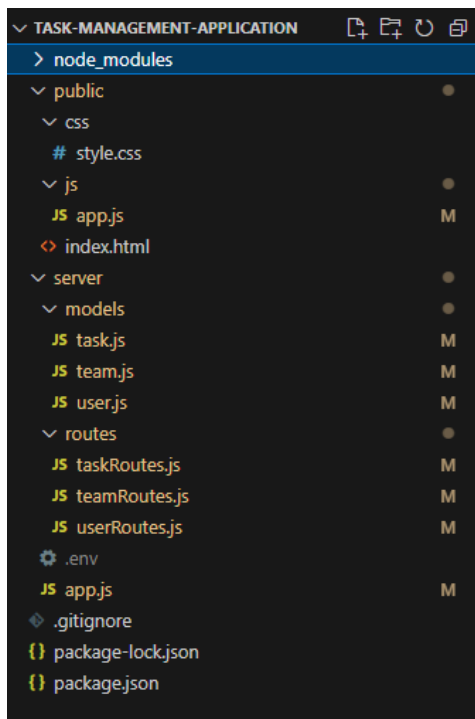 TASK-MANAGEMENT-APPLICATION
node_modules
public
css
# style.css
js
JS app.js M
<> index.html
server
models
JS task.js M
JS team.js M
JS user.js M
routes
JS taskRoutes.js M
JS teamRoutes.js M
JS userRoutes.js M
.env
JS app.js M
.gitignore
{} package-lock.json
{} package.json